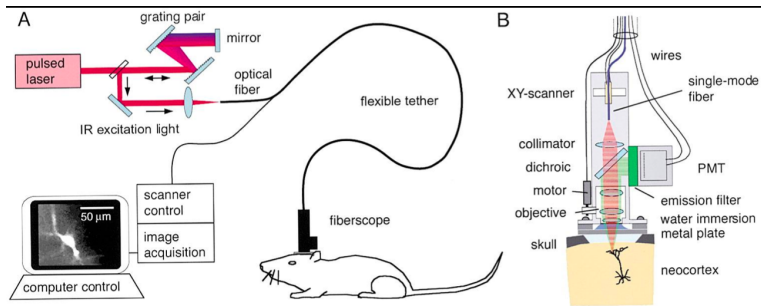 A
grating pair
mirror
pulsed
laser
optical
fiber
IR excitation light
flexible tether
scanner
control
50 μm
image
acquisition
computer control
fiberscope
B
wires
XY-scanner
single-mode
fiber
collimator
dichroic
PMT
motor
emission filter
objective
water immersion
metal plate
skull
neocortex